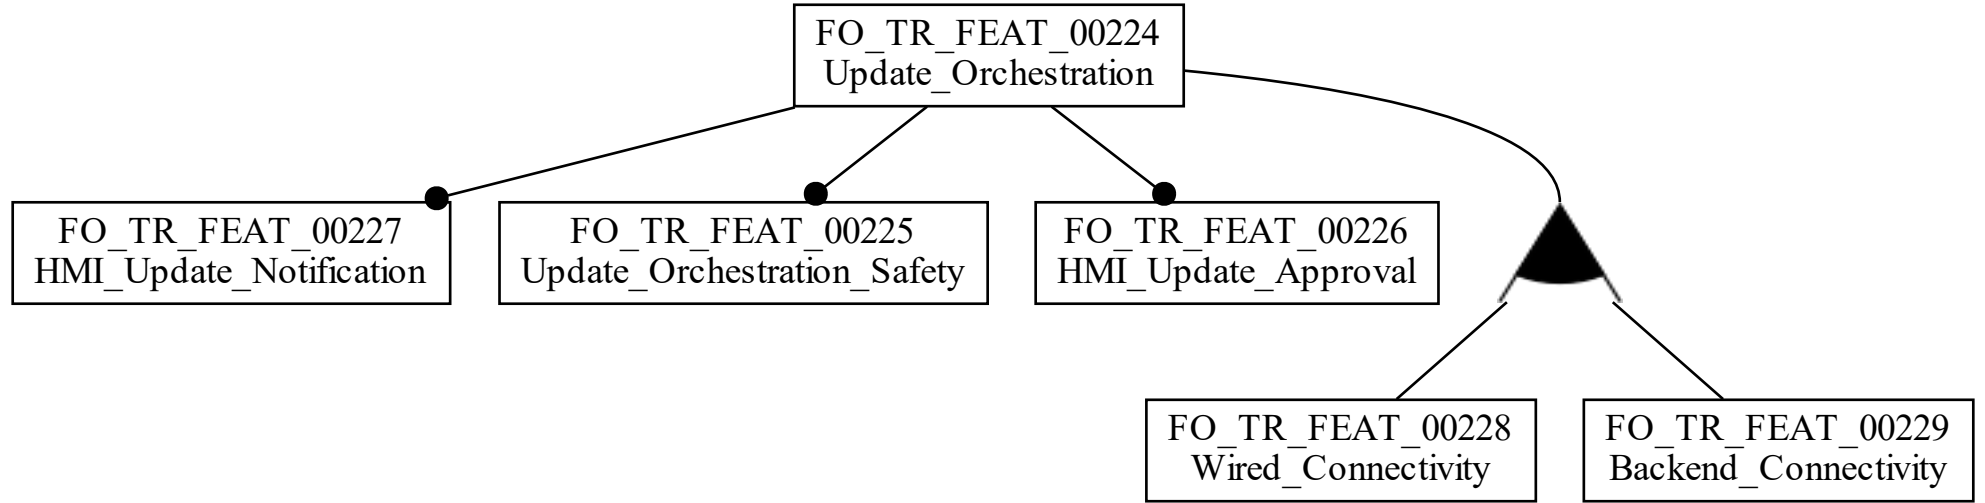 FO_TR_FEAT_00224
Update_Orchestration
FO_TR_FEAT_00227
HMI_Update_Notification
FO_TR_FEAT_00225
Update_Orchestration_Safety
FO_TR_FEAT_00226
HMI_Update_Approval
FO_TR_FEAT_00228
Wired_Connectivity
FO_TR_FEAT_00229
Backend_Connectivity